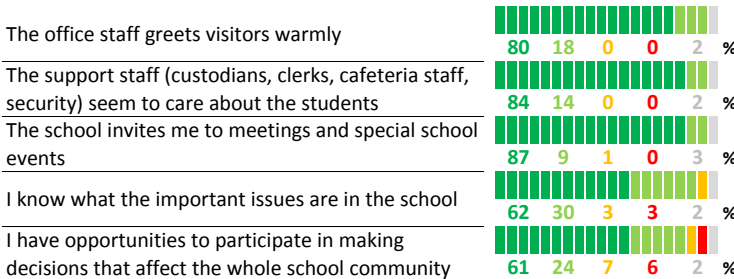 The office staff greets visitors warmly
80 18 0 0 2 %
The support staff (custodians, clerks, cafeteria staff,
security) seem to care about the students
84 14 0 0 2 %
The school invites me to meetings and special school
events
87 9 1 0 3 %
I know what the important issues are in the school
62 30 3 3 2 %
I have opportunities to participate in making
decisions that affect the whole school community
61 24 7 6 2 %